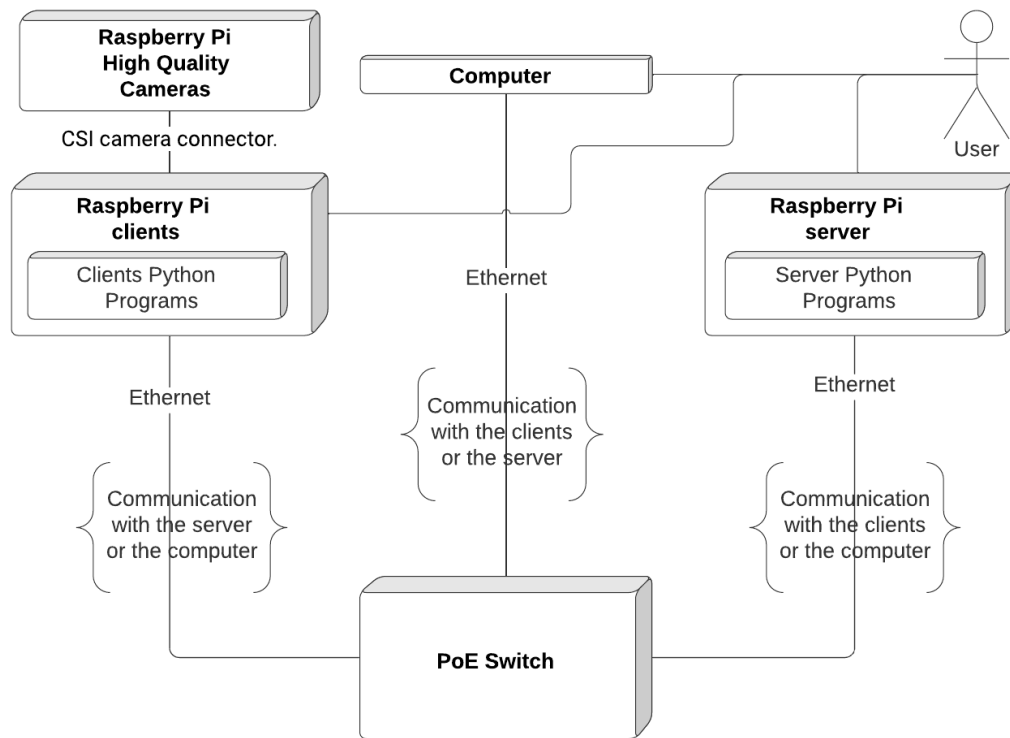 Raspberry Pi
High Quality
Cameras
CSI camera connector.
Computer
User
Raspberry Pi
clients
Clients Python
Programs
Raspberry Pi
server
Server Python
Programs
Ethernet
Ethernet
Ethernet
Communication
with the clients
or the server
Communication
with the server
or the computer
Communication
with the clients
or the computer
PoE Switch